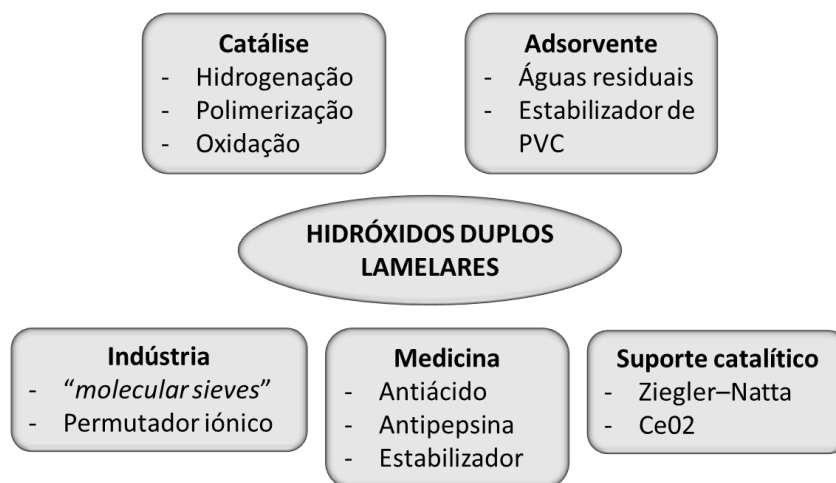 Catálise
- Hidrogenação
- Polimerização
- Oxidação
Adsorvente
- Águas residuais
- Estabilizador de
PVC
HIDRÓXIDOS DUPLOS
LAMELARES
Indústria
- “molecular sieves”
- Permutador iónico
Medicina
- Antiácido
- Antipepsina
- Estabilizador
Suporte catalítico
- Ziegler–Natta
- Ce02